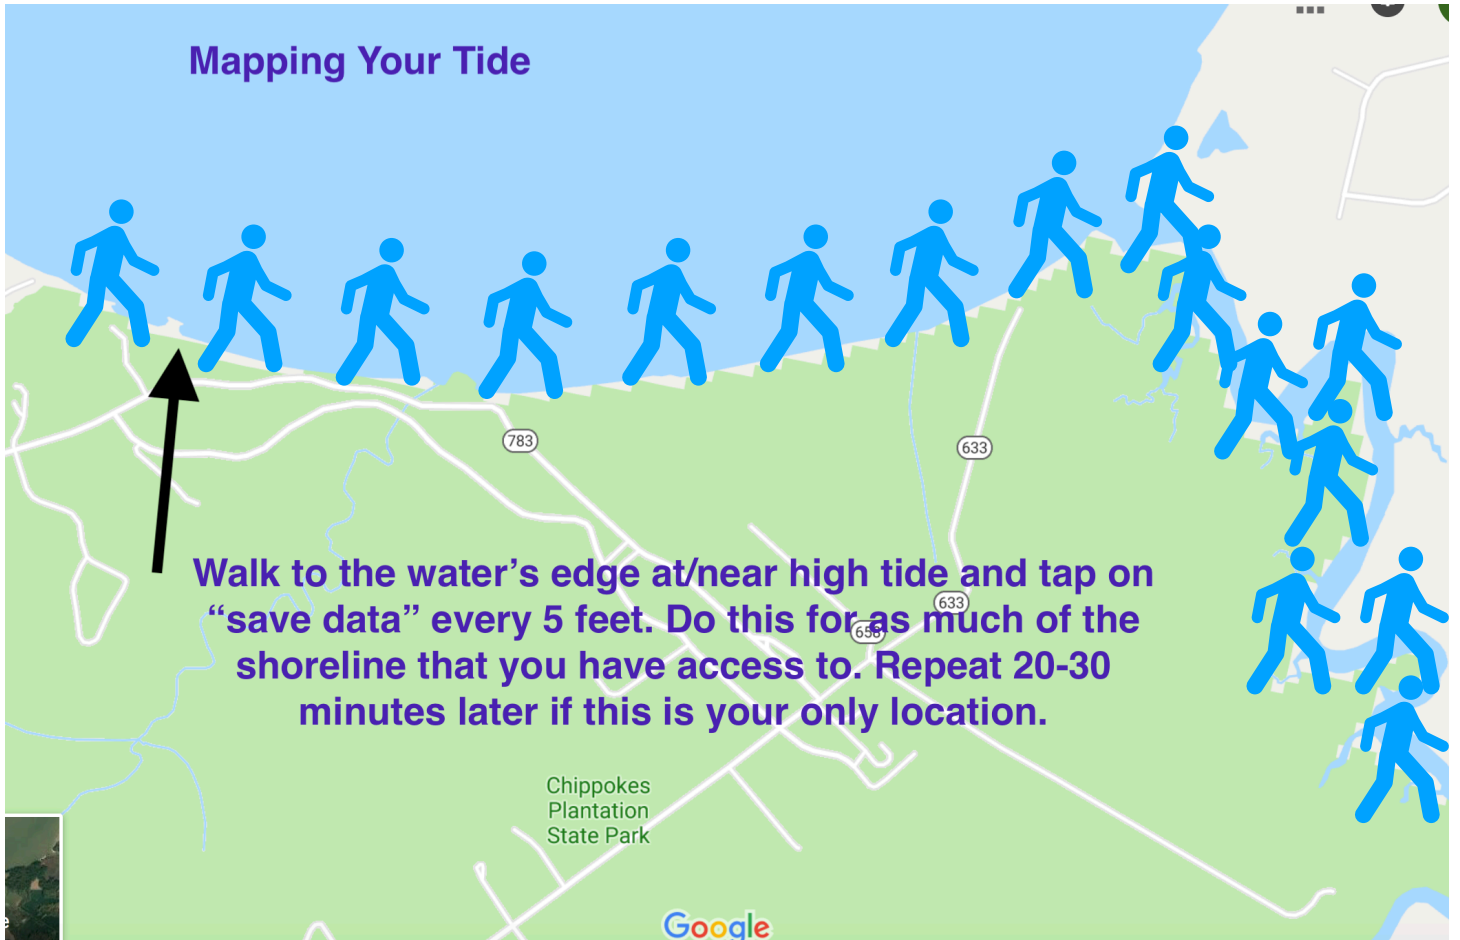 Mapping Your Tide
783
633
Walk to the water’s edge at/near high tide and tap on
“save data” every 5 feet. Do this for as much of the
633
658
shoreline that you have access to. Repeat 20-30
minutes later if this is your only location.
Chippokes
Plantation
State Park
Google